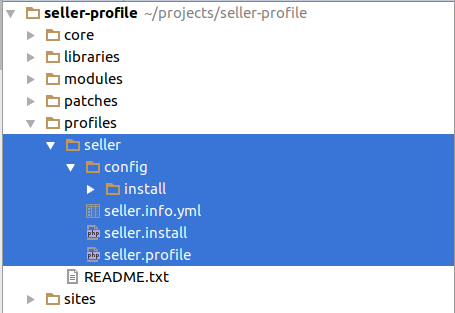 seller-profile ~/projects/seller-profile
core
libraries
modules
patches
profiles
seller
config
install
seller.info.yml
php seller.install
php seller.profile
README.txt
sites